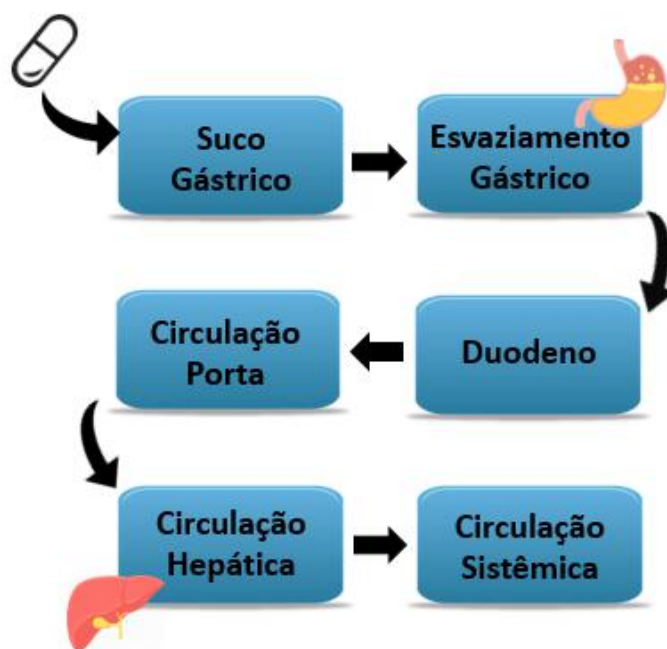 Suco
Gástrico
Esvaziamento
Gástrico
Duodeno
Circulação
Porta
Circulação
Hepática
Circulação
Sistêmica